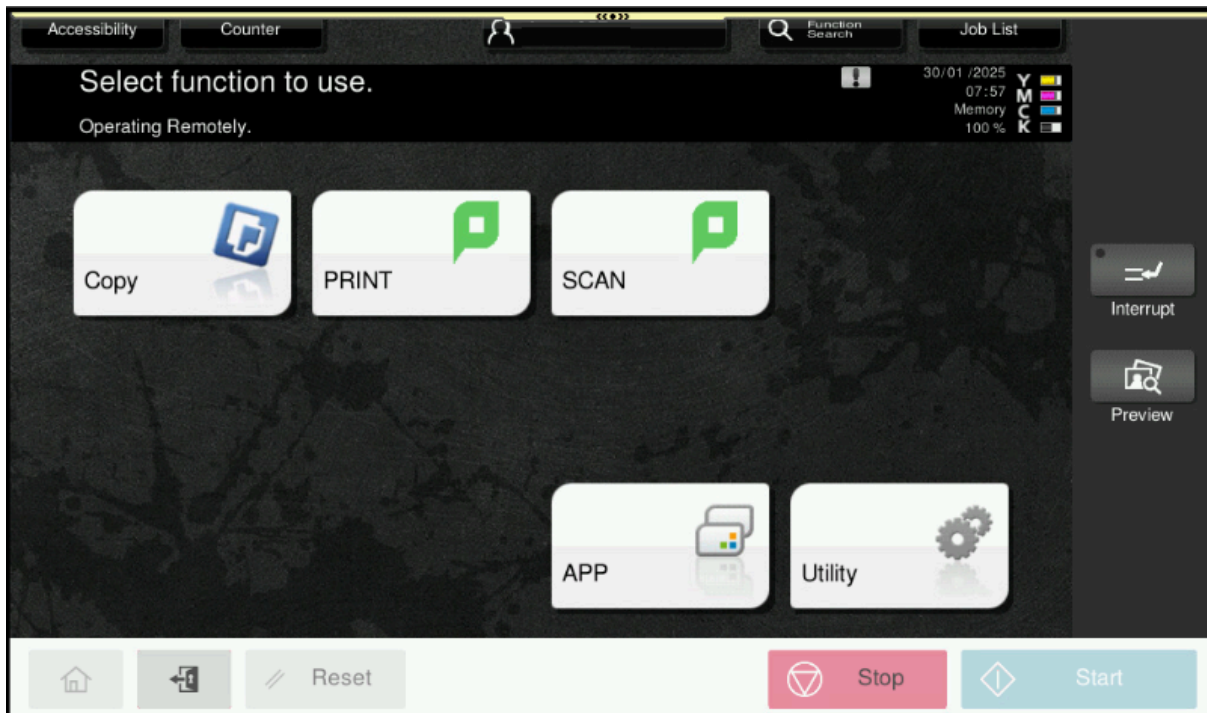 Accessibility
Counter
Function
Search
Job List
Select function to use.
Operating Remotely.
30/01 /2025
07:57
Memory
100 %
Y
M
C
K
Copy
PRINT
SCAN
Interrupt
Preview
APP
Utility
Reset
Stop
Start